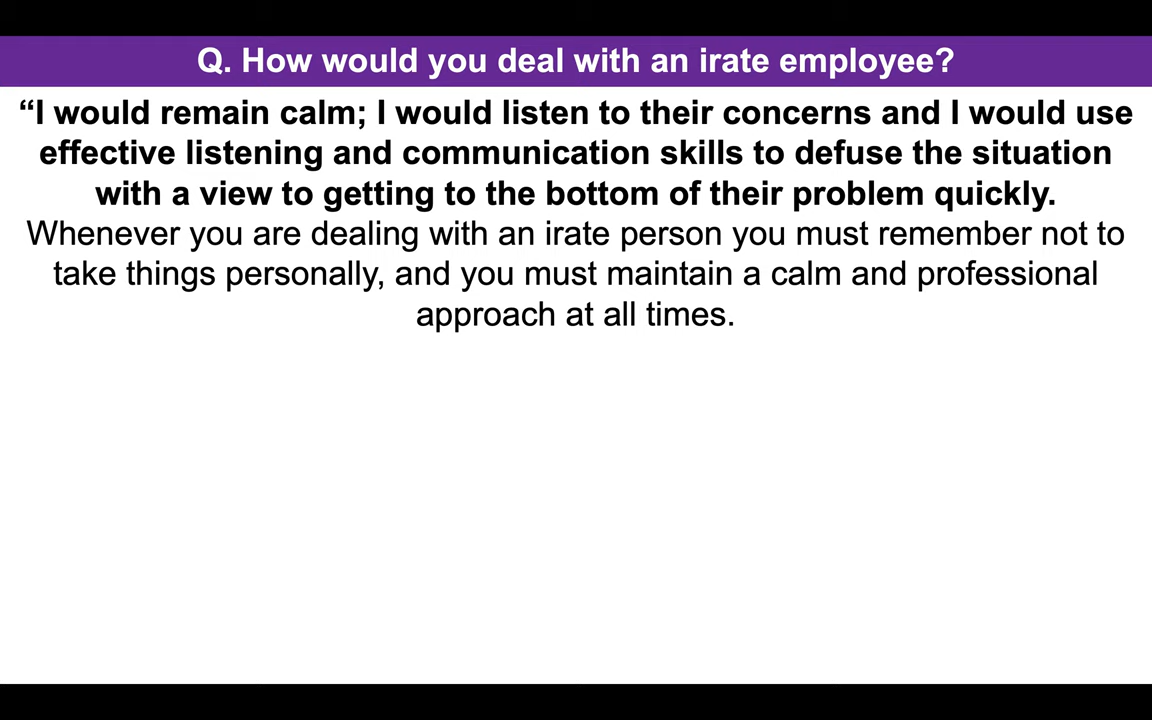 Q. How would you deal with an irate employee?
“I would remain calm; I would listen to their concerns and I would use
effective listening and communication skills to defuse the situation
with a view to getting to the bottom of their problem quickly.
Whenever you are dealing with an irate person you must remember not to
take things personally, and you must maintain a calm and professional
approach at all times.